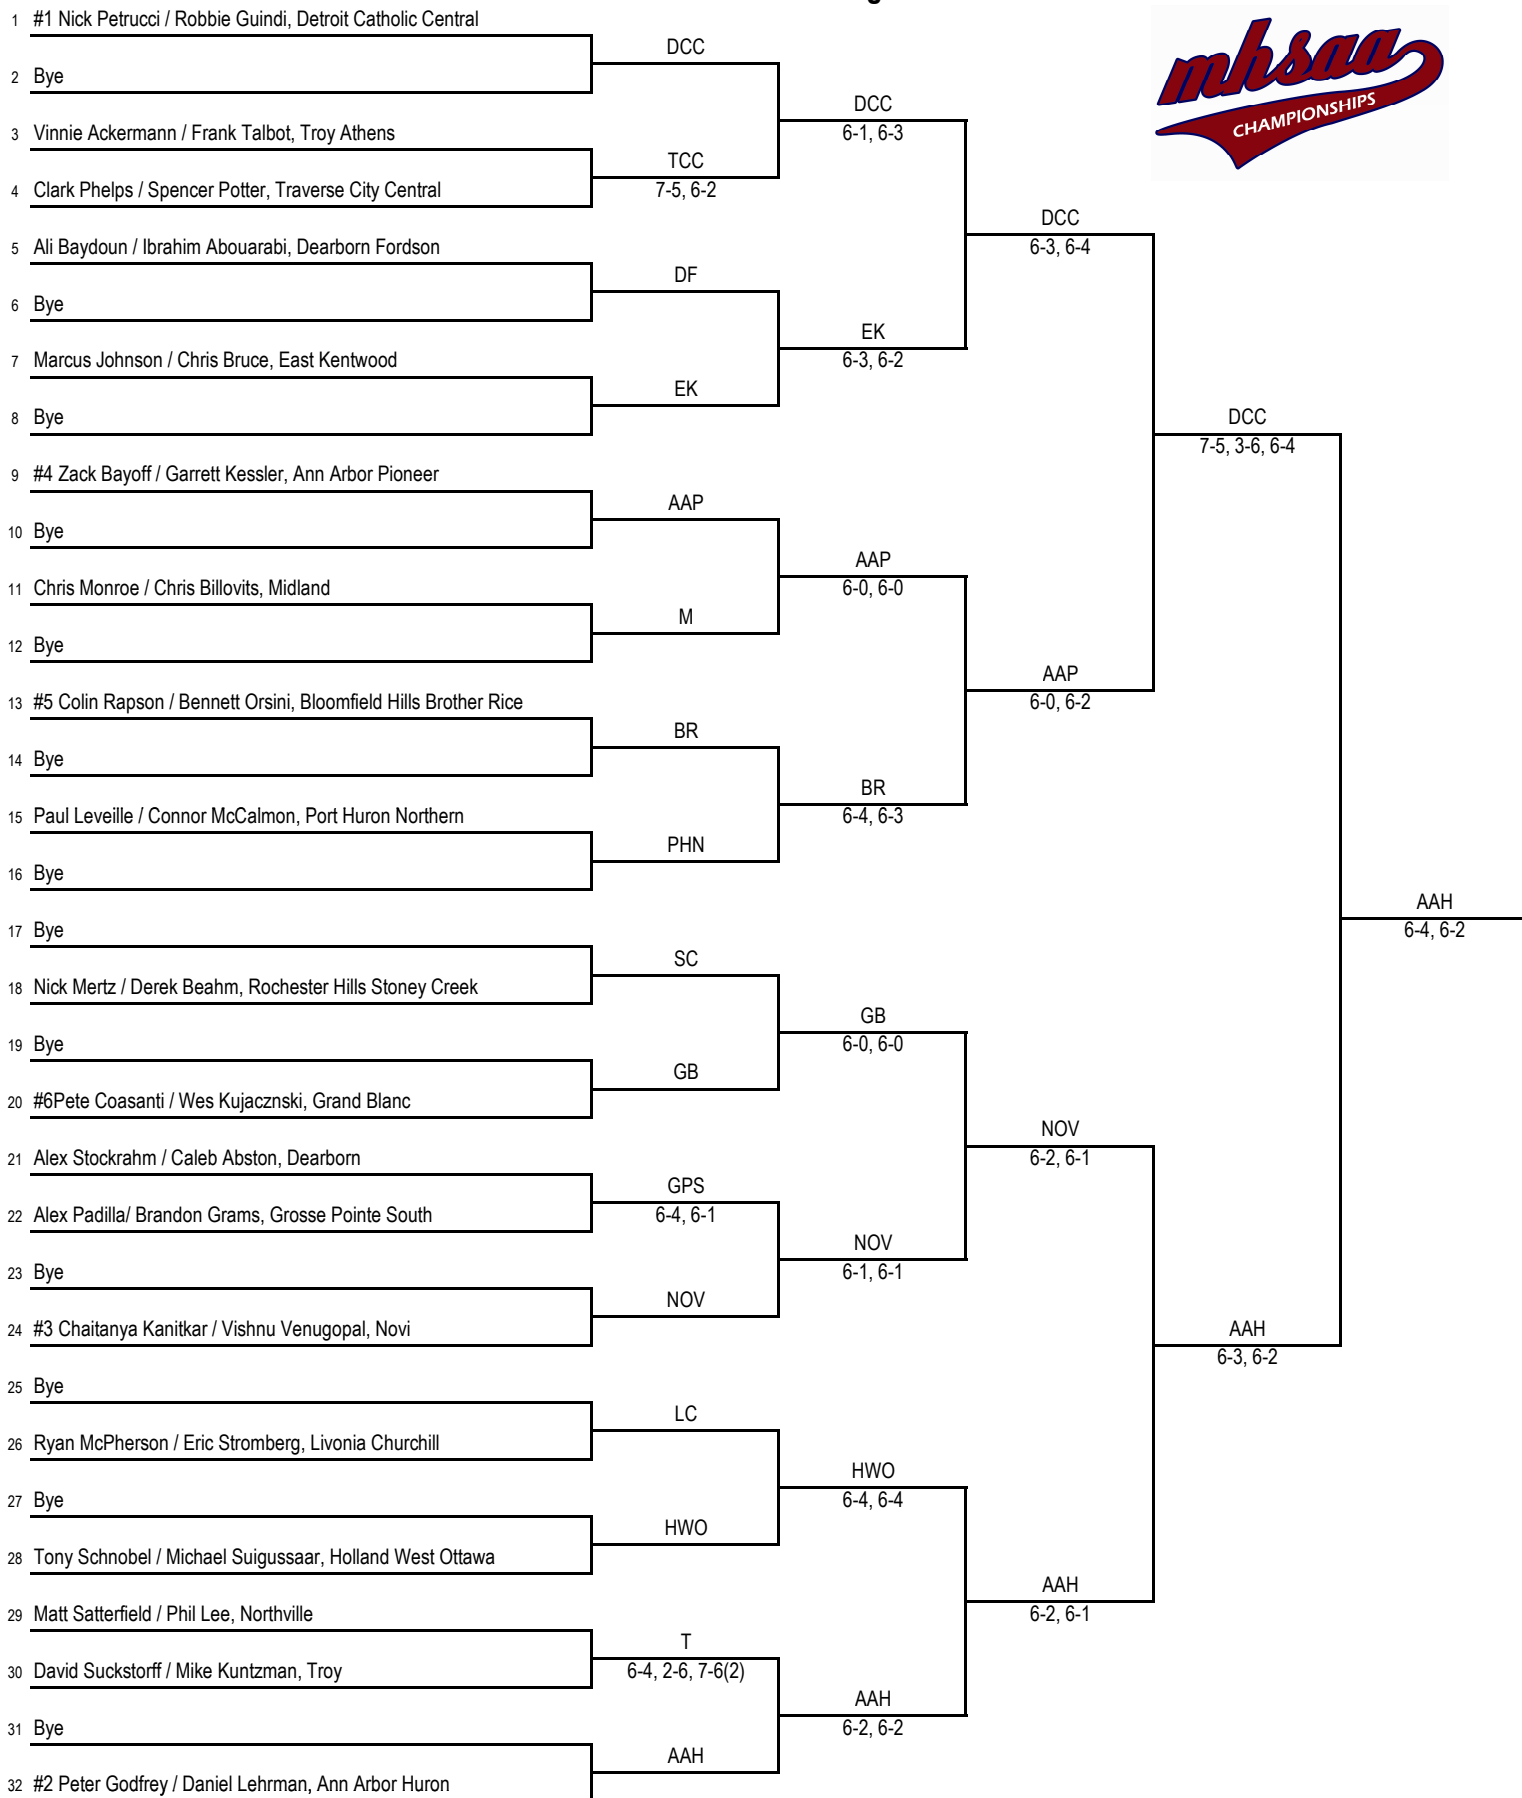 1 #1 Nick Petrucci / Robbie Guindi, Detroit Catholic Central
mhsaa
CHAMPIONSHIPS
DCC
2 Bye
DCC
6-1, 6-3
3 Vinnie Ackermann / Frank Talbot, Troy Athens
TCC
7-5, 6-2
4 Clark Phelps / Spencer Potter, Traverse City Central
DCC
6-3, 6-4
5 Ali Baydoun / Ibrahim Abouarabi, Dearborn Fordson
DF
6 Bye
EK
6-3, 6-2
7 Marcus Johnson / Chris Bruce, East Kentwood
EK
8 Bye
DCC
7-5, 3-6, 6-4
9 #4 Zack Bayoff / Garrett Kessler, Ann Arbor Pioneer
AAP
10 Bye
AAP
6-0, 6-0
11 Chris Monroe / Chris Billovits, Midland
M
12 Bye
AAP
6-0, 6-2
13 #5 Colin Rapson / Bennett Orsini, Bloomfield Hills Brother Rice
BR
14 Bye
BR
6-4, 6-3
15 Paul Leveille / Connor McCalmon, Port Huron Northern
PHN
16 Bye
AAH
6-4, 6-2
17 Bye
SC
18 Nick Mertz / Derek Beahm, Rochester Hills Stoney Creek
GB
6-0, 6-0
19 Bye
GB
20 #6Pete Coasanti / Wes Kujacznski, Grand Blanc
NOV
6-2, 6-1
21 Alex Stockrahm / Caleb Abston, Dearborn
GPS
6-4, 6-1
22 Alex Padilla/ Brandon Grams, Grosse Pointe South
NOV
6-1, 6-1
23 Bye
NOV
24 #3 Chaitanya Kanitkar / Vishnu Venugopal, Novi
AAH
6-3, 6-2
25 Bye
LC
26 Ryan McPherson / Eric Stromberg, Livonia Churchill
HWO
6-4, 6-4
27 Bye
HWO
28 Tony Schnobel / Michael Suigussaar, Holland West Ottawa
AAH
6-2, 6-1
29 Matt Satterfield / Phil Lee, Northville
T
6-4, 2-6, 7-6(2)
30 David Suckstorff / Mike Kuntzman, Troy
AAH
6-2, 6-2
31 Bye
AAH
32 #2 Peter Godfrey / Daniel Lehrman, Ann Arbor Huron